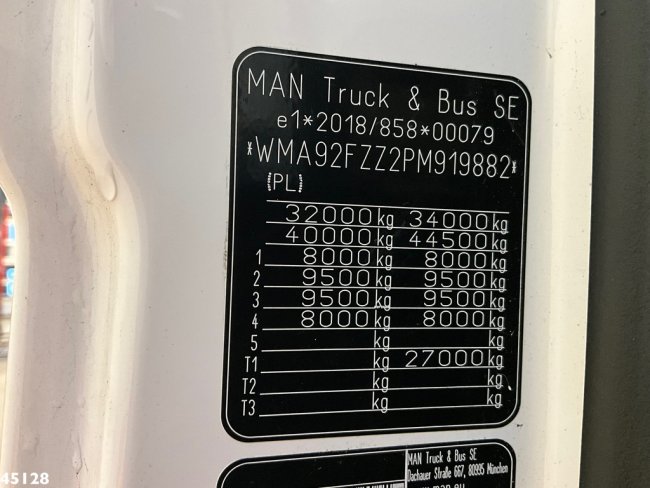 MAN Truck & Bus SE
e1*2018/858*00079
*WMA92FZZ2PM919882*
(PL)
32000 kg 34000 kg
40000 kg 44500 kg
1 8000 kg 8000 kg
2 9500 kg 9500 kg
3 9500 kg 9500 kg
4 8000 kg 8000 kg
5 kg kg
T1 kg 27000 kg
T2 kg kg
T3 kg
MAN Truck & Bus SE
Dachauer Straße 667, 80995 München
45128